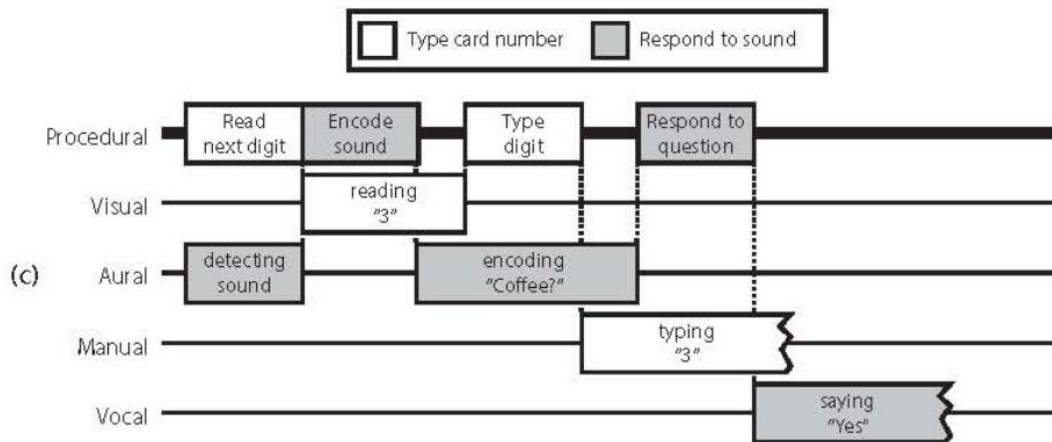 Type card number
Respond to sound
(c)
Procedural
Read
next digit
Encode
sound
Type
digit
Respond to
question
Visual
reading
"3"
Aural
detecting
sound
encoding
"Coffee?"
Manual
typing
"3"
Vocal
saying
"Yes"